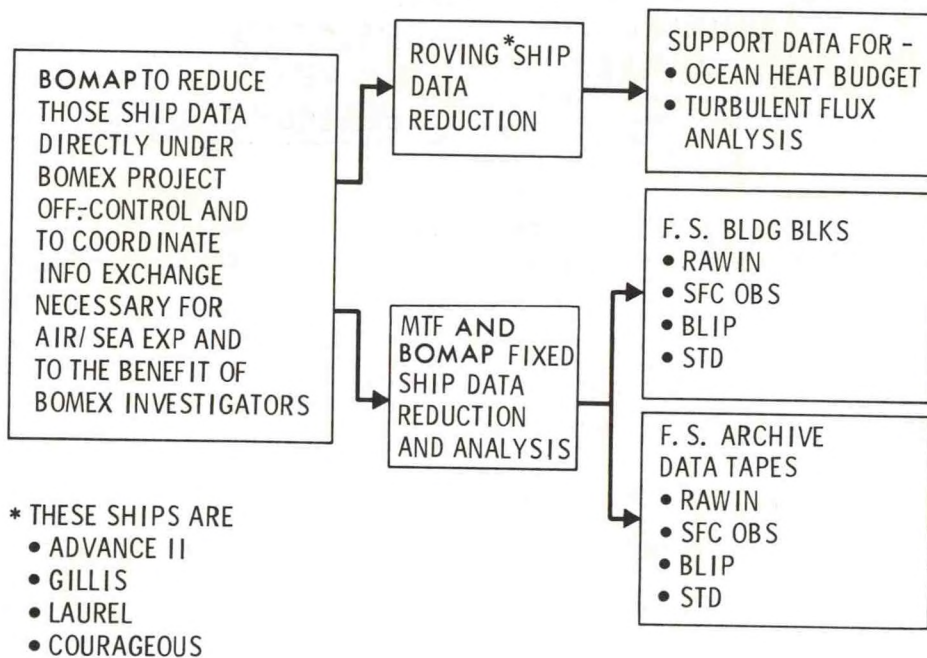 BOMAP TO REDUCE
THOSE SHIP DATA
DIRECTLY UNDER
BOMEX PROJECT
OFF-CONTROL AND
TO COORDINATE
INFO EXCHANGE
NECESSARY FOR
AIR/SEA EXP AND
TO THE BENEFIT OF
BOMEX INVESTIGATORS
ROVING*SHIP
DATA
REDUCTION
SUPPORT DATA FOR -
• OCEAN HEAT BUDGET
• TURBULENT FLUX
ANALYSIS
MTF AND
BOMAP FIXED
SHIP DATA
REDUCTION
AND ANALYSIS
F. S. BLDG BLKS
• RAWIN
• SFC OBS
• BLIP
• STD
F. S. ARCHIVE
DATA TAPES
• RAWIN
• SFC OBS
• BLIP
• STD
* THESE SHIPS ARE
• ADVANCE II
• GILLIS
• LAUREL
• COURAGEOUS